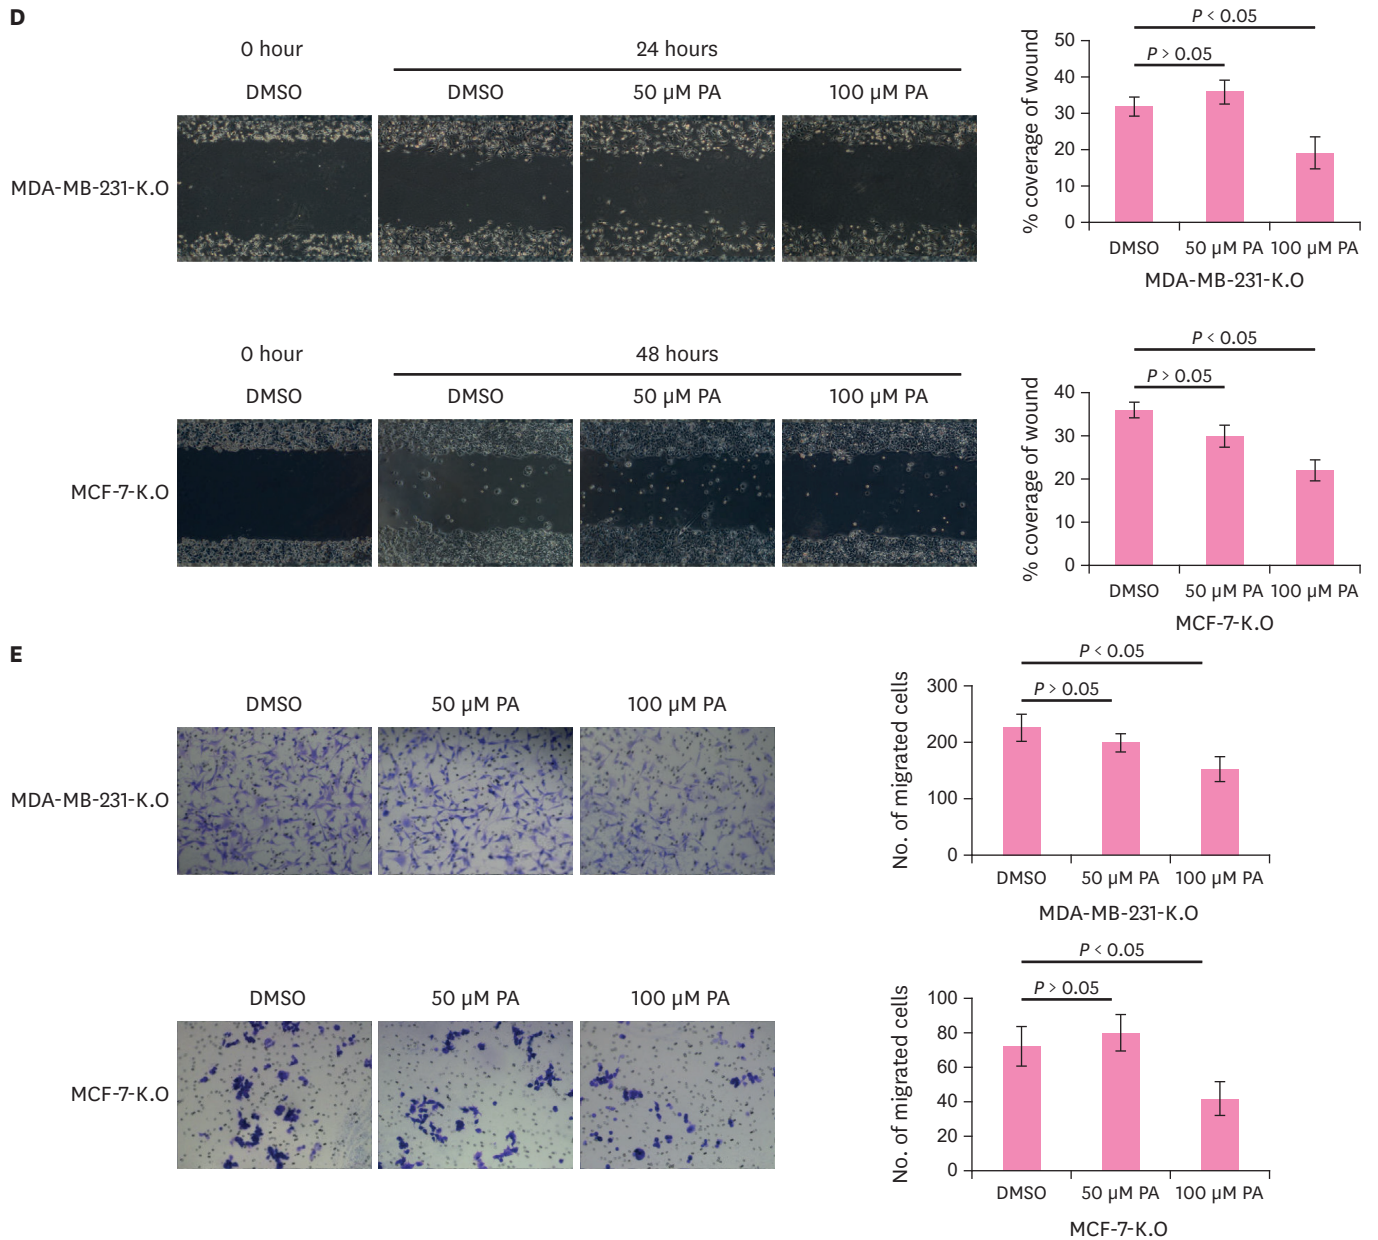 D
0 hour
24 hours
DMSO
DMSO
50 µM PA
100 µM PA
MDA-MB-231-K.O
P < 0.05
P > 0.05
% coverage of wound
50
40
30
20
10
0
DMSO
50 µM PA
100 µM PA
MDA-MB-231-K.O
0 hour
48 hours
DMSO
DMSO
50 µM PA
100 µM PA
MCF-7-K.O
P < 0.05
P > 0.05
% coverage of wound
40
30
20
10
0
DMSO
50 µM PA
100 µM PA
MCF-7-K.O
E
DMSO
50 µM PA
100 µM PA
MDA-MB-231-K.O
P < 0.05
P > 0.05
No. of migrated cells
300
200
100
0
DMSO
50 µM PA
100 µM PA
MDA-MB-231-K.O
DMSO
50 µM PA
100 µM PA
MCF-7-K.O
P < 0.05
P > 0.05
No. of migrated cells
100
80
60
40
20
0
DMSO
50 µM PA
100 µM PA
MCF-7-K.O